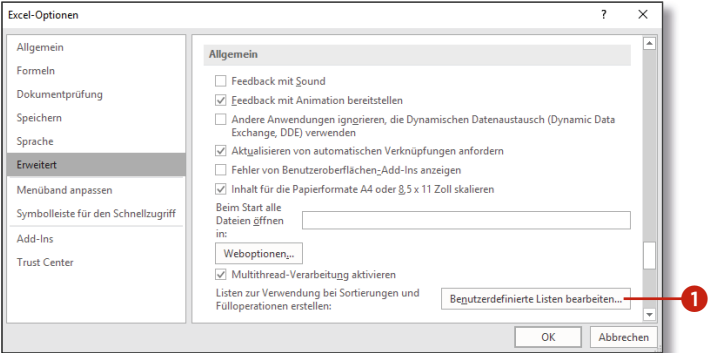 Excel-Optionen ? ×
Allgemein
Formeln
Dokumentprüfung
Speichern
Sprache
Erweitert
Menüband anpassen
Symbolleiste für den Schnellzugriff
Add-Ins
Trust Center
Allgemein
Feedback mit Sound
Feedback mit Animation bereitstellen
Andere Anwendungen ignorieren, die Dynamischen Datenaustausch (Dynamic Data
Exchange, DDE) verwenden
Aktualisieren von automatischen Verknüpfungen anfordern
Fehler von Benutzeroberflächen-Add-Ins anzeigen
Inhalt für die Papierformate A4 oder 8,5 x 11 Zoll skalieren
Beim Start alle
Dateien öffnen
in:
Weboptionen...
Multithread-Verarbeitung aktivieren
Listen zur Verwendung bei Sortierungen und
Fülloperationen erstellen:
Benutzerdefinierte Listen bearbeiten...
1
OK
Abbrechen